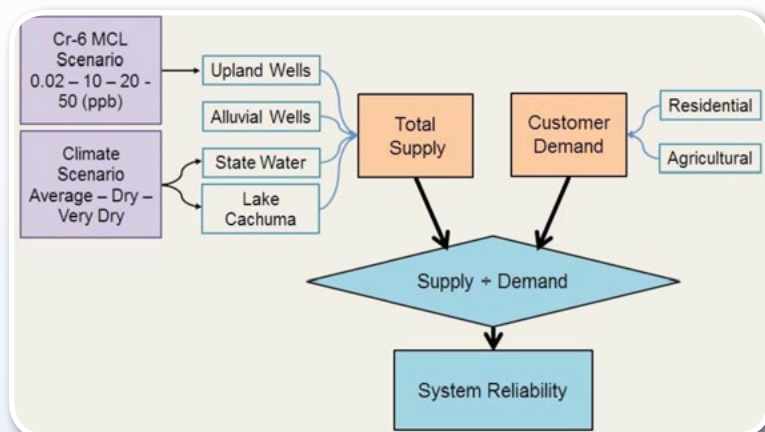 Cr-6 MCL
Scenario
0.02 – 10 – 20 -
50 (ppb)
Climate
Scenario
Average – Dry –
Very Dry
Upland Wells
Alluvial Wells
State Water
Lake
Cachuma
Total
Supply
Customer
Demand
Residential
Agricultural
Supply ÷ Demand
System Reliability